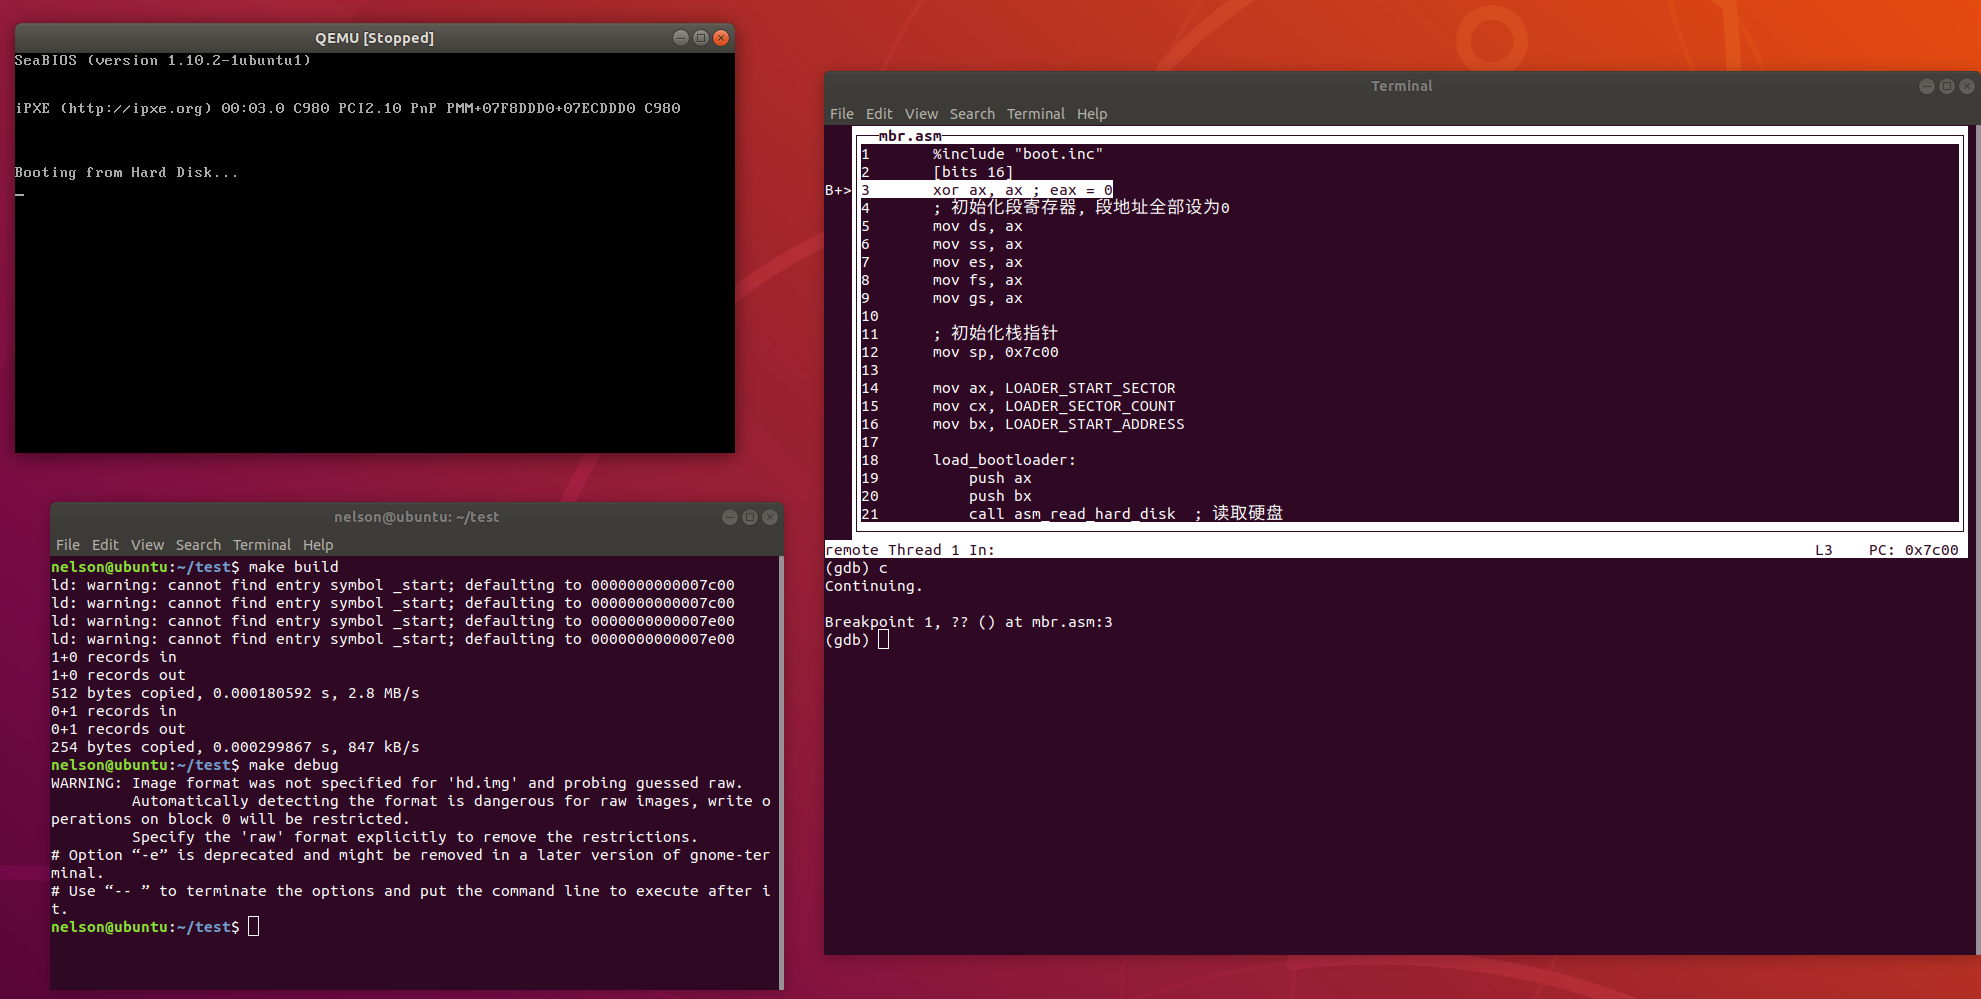 QEMU [Stopped]
SeaBIOS (version 1.10.2-1ubuntu1)
iPXE (http://ipxe.org) 00:03.0 C980 PCI2.10 PnP PMM+07F8DDD0+07ECDDD0 C980
Booting from Hard Disk...
nelson@ubuntu: ~/test
File Edit View Search Terminal Help
nelson@ubuntu:~/test$ make build
ld: warning: cannot find entry symbol _start; defaulting to 0000000000007c00
ld: warning: cannot find entry symbol _start; defaulting to 0000000000007c00
ld: warning: cannot find entry symbol _start; defaulting to 0000000000007e00
ld: warning: cannot find entry symbol _start; defaulting to 0000000000007e00
1+0 records in
1+0 records out
512 bytes copied, 0.000180592 s, 2.8 MB/s
0+1 records in
0+1 records out
254 bytes copied, 0.000299867 s, 847 kB/s
nelson@ubuntu:~/test$ make debug
WARNING: Image format was not specified for 'hd.img' and probing guessed raw.
         Automatically detecting the format is dangerous for raw images, write o
perations on block 0 will be restricted.
         Specify the 'raw' format explicitly to remove the restrictions.
# Option “-e” is deprecated and might be removed in a later version of gnome-ter
minal.
# Use “-- ” to terminate the options and put the command line to execute after i
t.
nelson@ubuntu:~/test$
Terminal
File Edit View Search Terminal Help
mbr.asm
1       %include "boot.inc"
2       [bits 16]
B+> 3       xor ax, ax ; eax = 0
4       ; 初始化段寄存器, 段地址全部设为0
5       mov ds, ax
6       mov ss, ax
7       mov es, ax
8       mov fs, ax
9       mov gs, ax
10
11      ; 初始化栈指针
12      mov sp, 0x7c00
13
14      mov ax, LOADER_START_SECTOR
15      mov cx, LOADER_SECTOR_COUNT
16      mov bx, LOADER_START_ADDRESS
17
18      load_bootloader:
19          push ax
20          push bx
21          call asm_read_hard_disk  ; 读取硬盘
remote Thread 1 In: L3 PC: 0x7c00
(gdb) c
Continuing.
Breakpoint 1, ?? () at mbr.asm:3
(gdb)